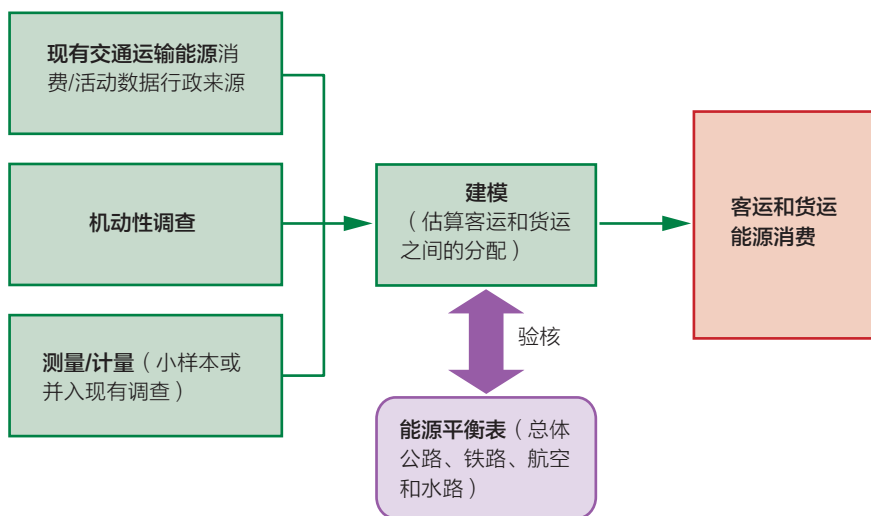 现有交通运输能源消
费/活动数据行政来源
机动性调查
测量/计量（小样本或
并入现有调查）
建模
（估算客运和货运
之间的分配）
验核
能源平衡表（总体
公路、铁路、航空
和水路）
客运和货运
能源消费